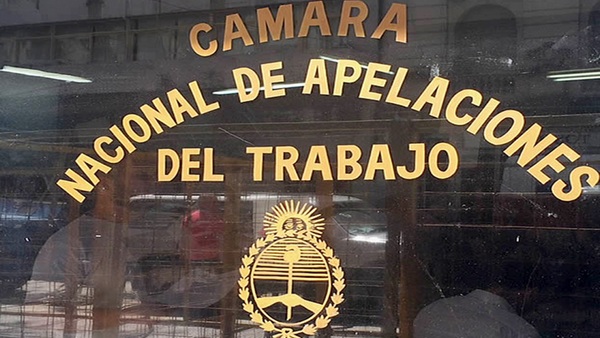 CAMARA
NACIONAL DE APELACIONES
DEL TRABAJO